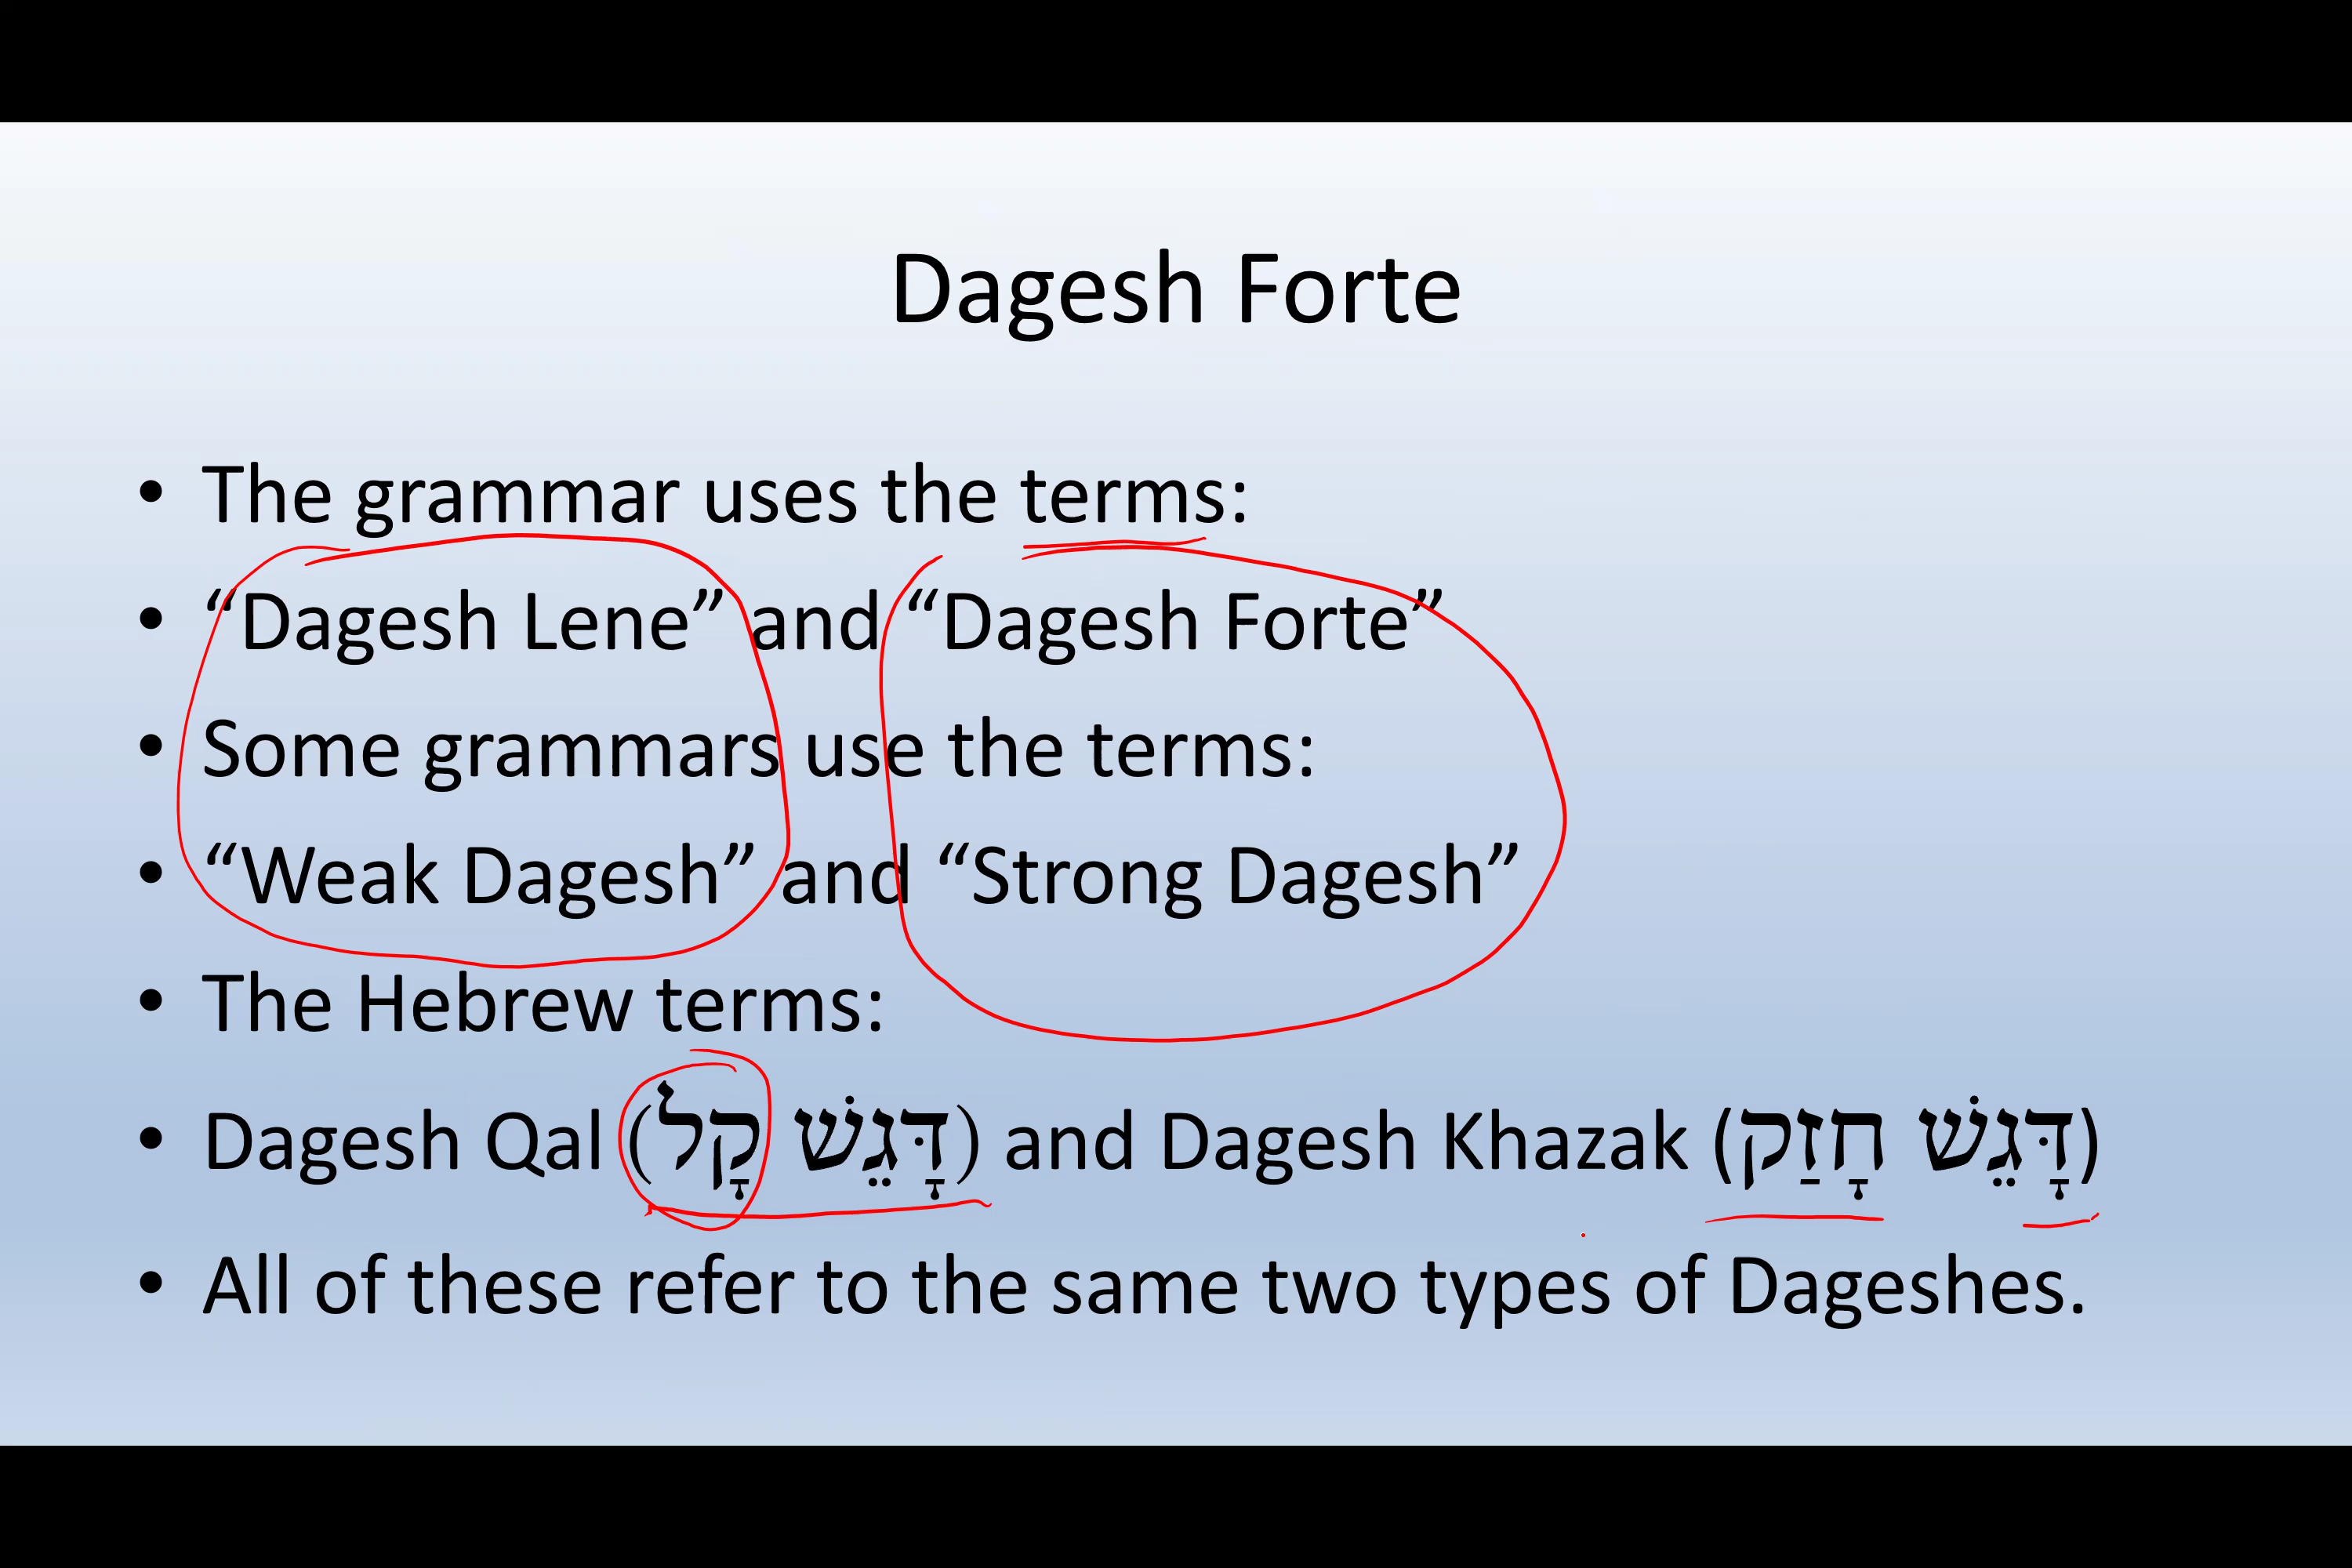 Dagesh Forte
• The grammar uses the terms:
• “Dagesh Lene” and “Dagesh Forte”
• Some grammars use the terms:
• “Weak Dagesh” and “Strong Dagesh”
• The Hebrew terms:
• Dagesh Qal (דָּגֵשׁ קָל) and Dagesh Khazak (דָּגֵשׁ חָזַק)
• All of these refer to the same two types of Dageshes.